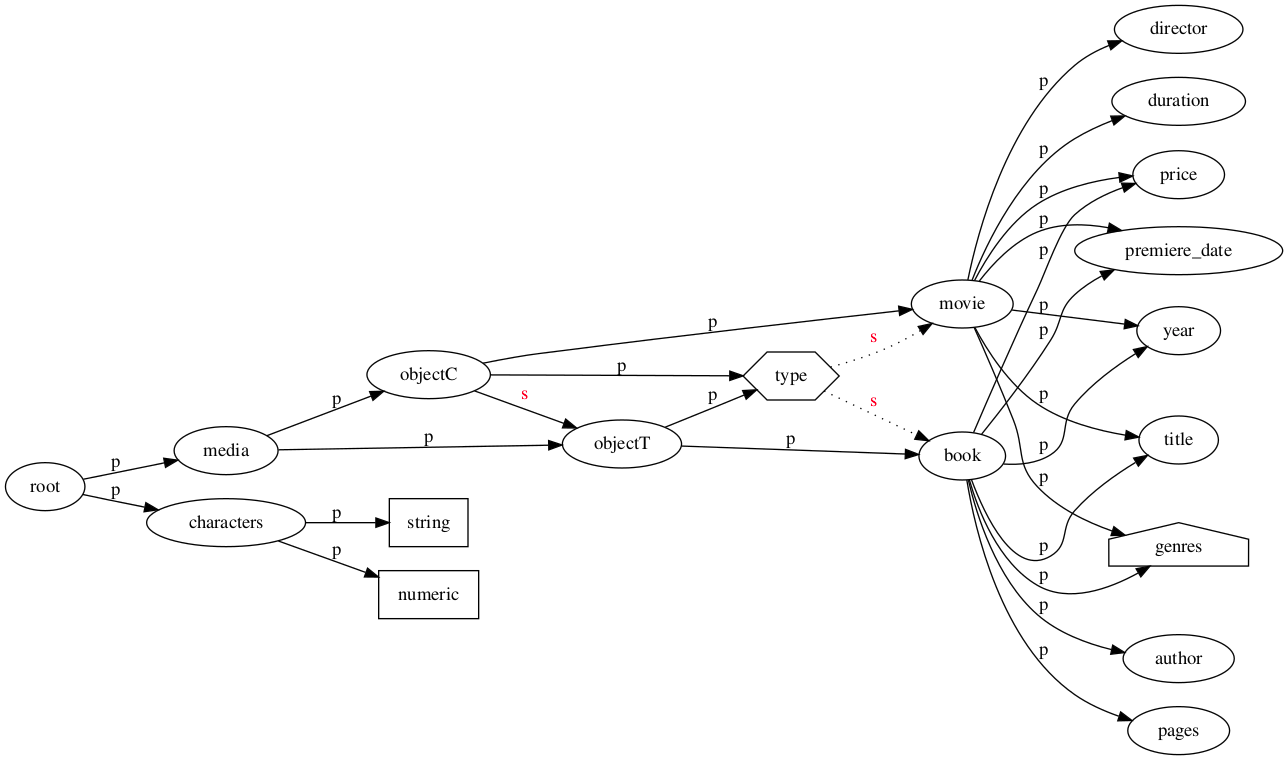 director
p
duration
p
p
price
p
premiere_date
p
movie
p
year
p
p
s
objectC
p
type
p
s
p
s
p
title
p
objectT
p
media
p
p
book
p
p
root
p
p
characters
p
string
p
genres
p
p
numeric
p
author
p
pages